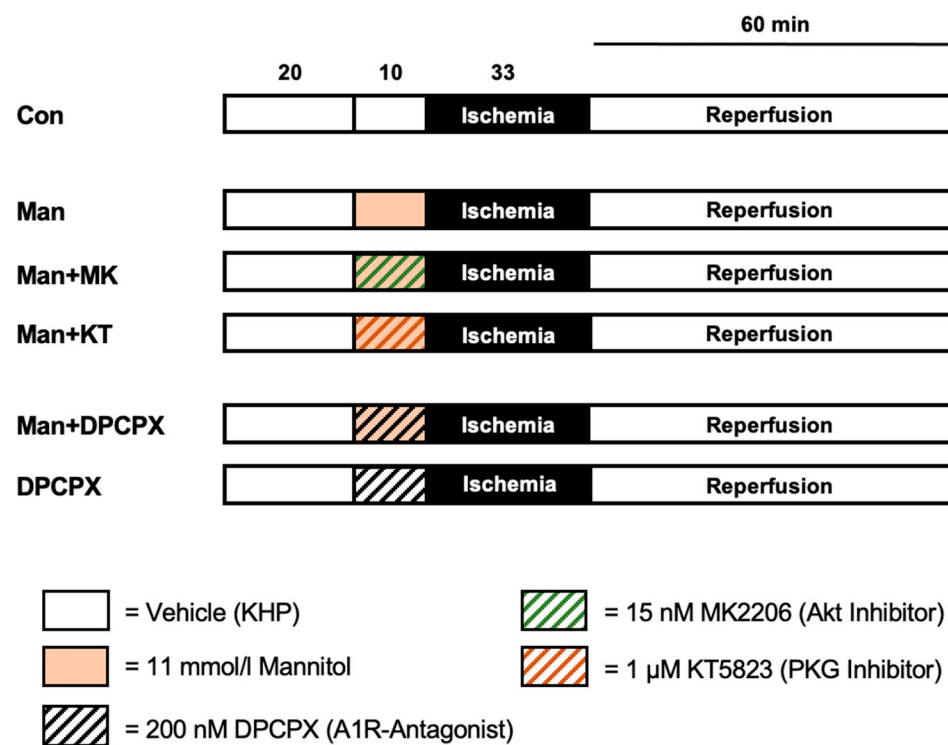 60 min
20 10 33
Con Ischemia Reperfusion
Man Ischemia Reperfusion
Man+MK Ischemia Reperfusion
Man+KT Ischemia Reperfusion
Man+DPCPX Ischemia Reperfusion
DPCPX Ischemia Reperfusion
= Vehicle (KHP)
= 11 mmol/l Mannitol
= 200 nM DPCPX (A1R-Antagonist)
= 15 nM MK2206 (Akt Inhibitor)
= 1 µM KT5823 (PKG Inhibitor)